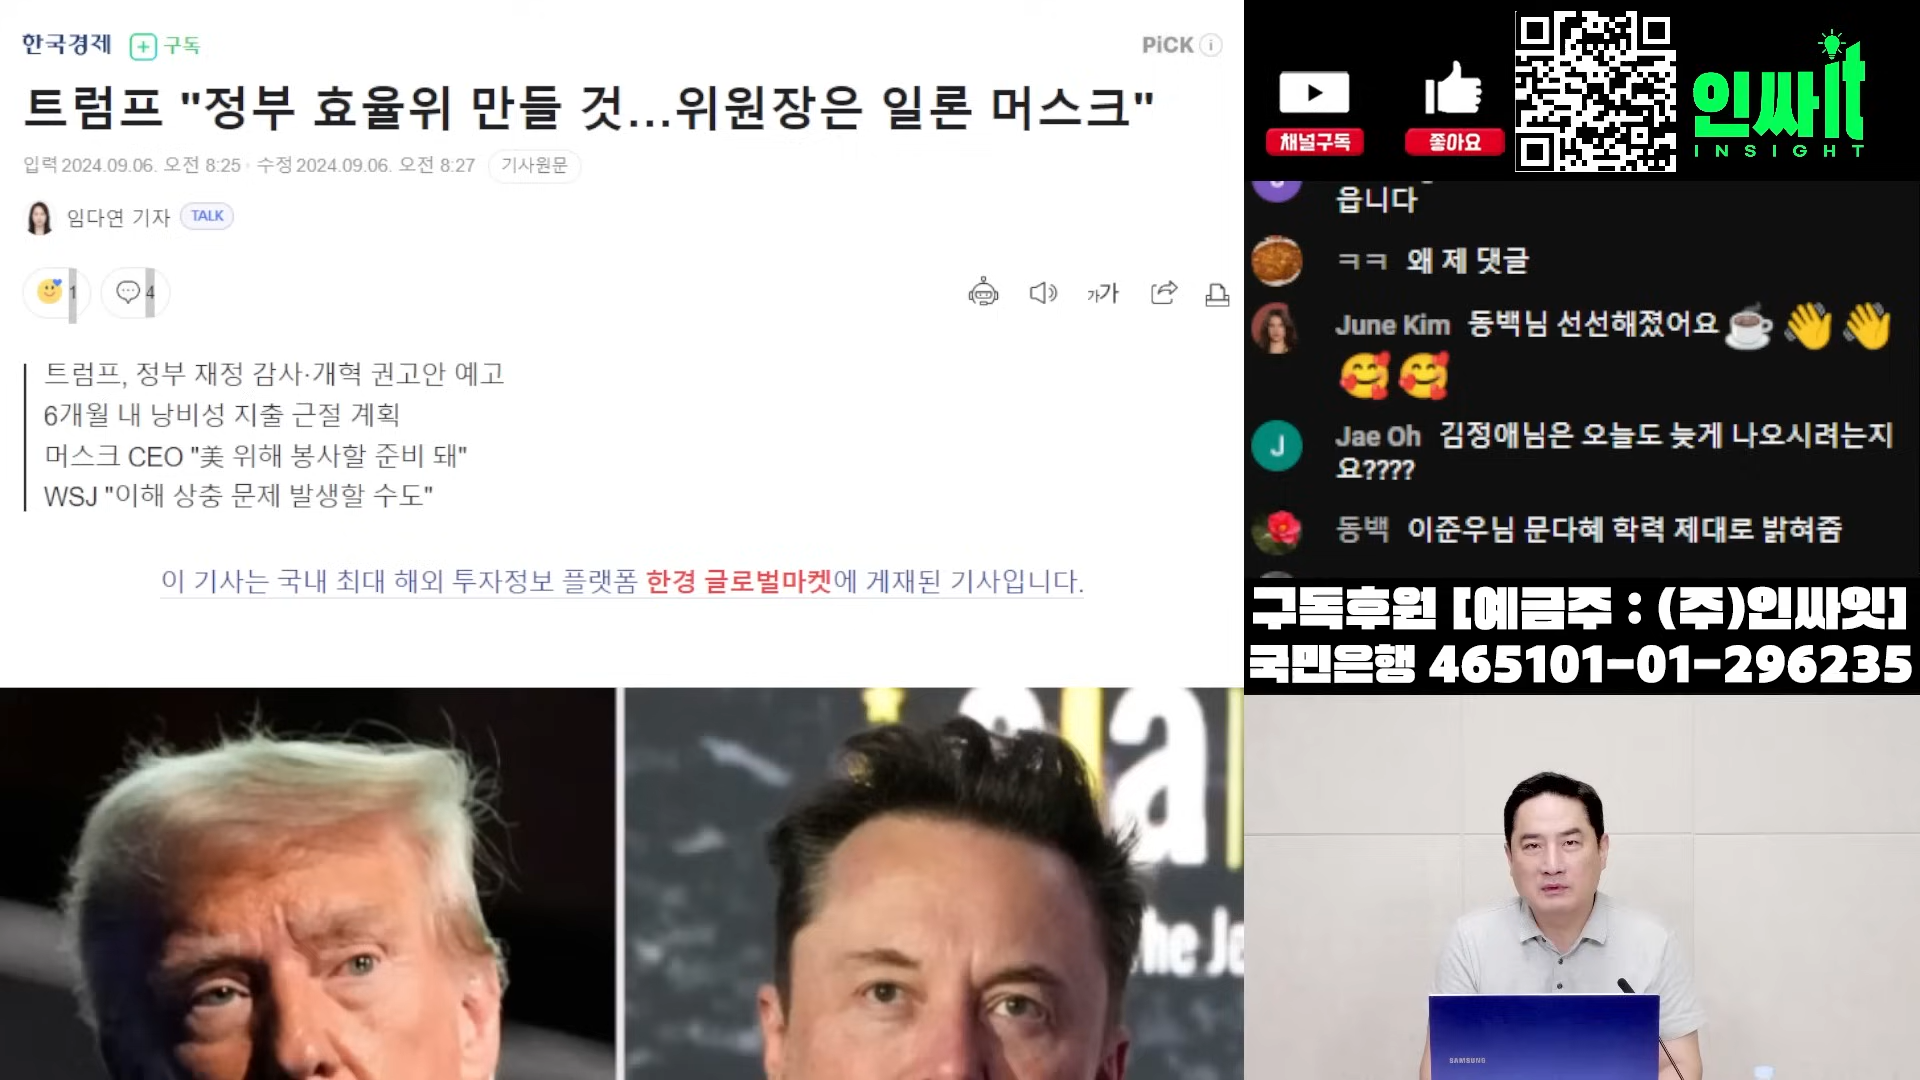 한국경제 구독
PiCK
트럼프 "정부 효율위 만들 것...위원장은 일론 머스크"
입력 2024.09.06. 오전 8:25 · 수정 2024.09.06. 오전 8:27 기사원문
임다연 기자 TALK
1 4
가가
트럼프, 정부 재정 감사·개혁 권고안 예고
6개월 내 낭비성 지출 근절 계획
머스크 CEO "美 위해 봉사할 준비 돼"
WSJ "이해 상충 문제 발생할 수도"
이 기사는 국내 최대 해외 투자정보 플랫폼 한경 글로벌마켓에 게재된 기사입니다.
he Je
채널구독
좋아요
인싸it
INSIGHT
읍니다
ㅋㅋ 왜 제 댓글
June Kim 동백님 선선해졌어요
J
Jae Oh 김정애님은 오늘도 늦게 나오시려는지
요????
동백 이준우님 문다혜 학력 제대로 밝혀줌
구독후원 [예금주 : (주)인싸잇]
국민은행 465101-01-296235
SAMSUNG